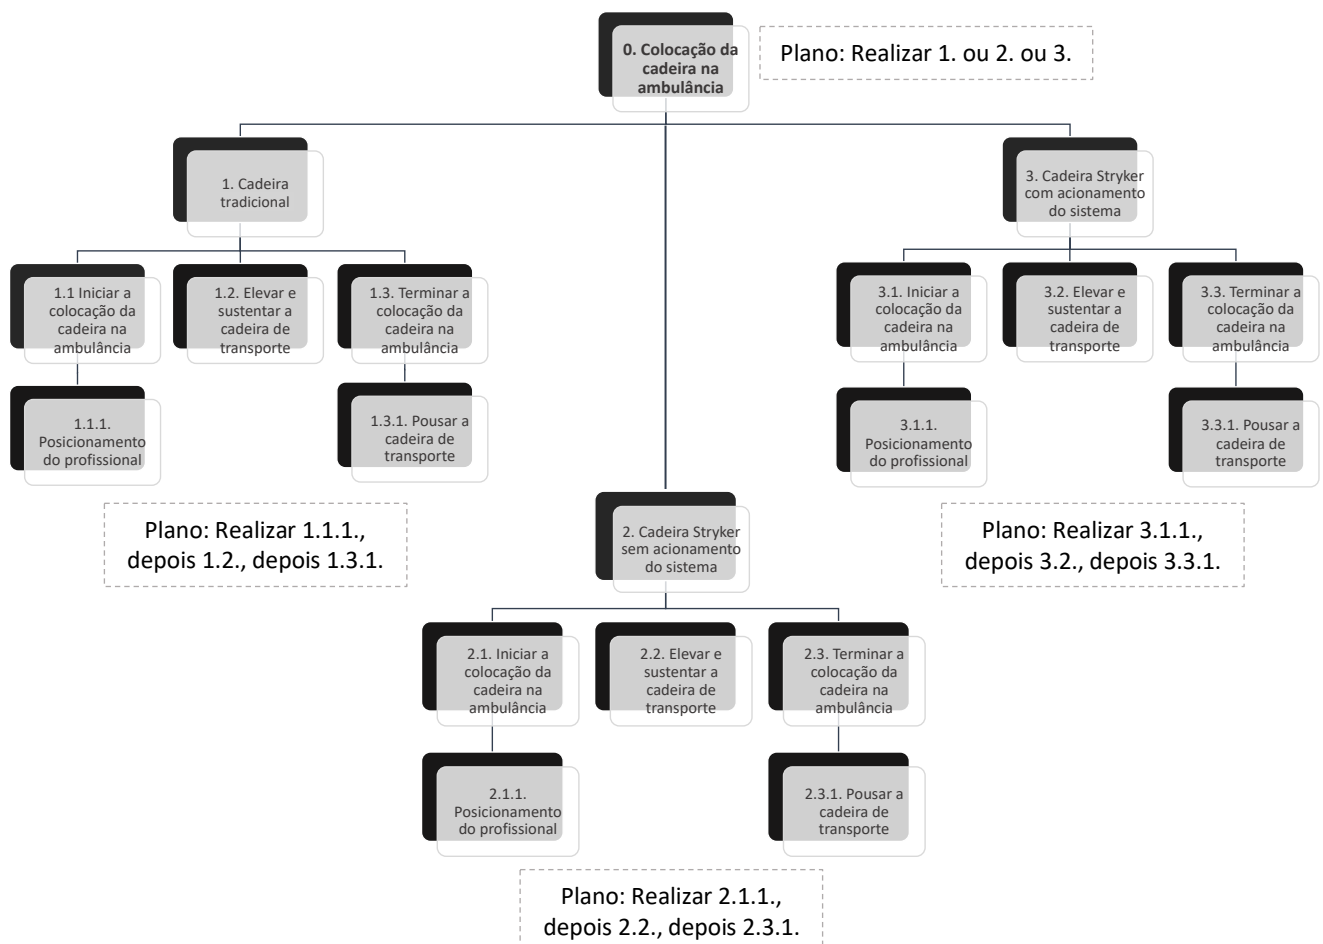 0. Colocação da
cadeira na
ambulância
Plano: Realizar 1. ou 2. ou 3.
1. Cadeira
tradicional
3. Cadeira Stryker
com acionamento
do sistema
1.1 Iniciar a
colocação da
cadeira na
ambulância
1.2. Elevar e
sustentar a
cadeira de
transporte
1.3. Terminar a
colocação da
cadeira na
ambulância
3.1. Iniciar a
colocação da
cadeira na
ambulância
3.2. Elevar e
sustentar a
cadeira de
transporte
3.3. Terminar a
colocação da
cadeira na
ambulância
1.1.1.
Posicionamento
do profissional
1.3.1. Pousar a
cadeira de
transporte
3.1.1.
Posicionamento
do profissional
3.3.1. Pousar a
cadeira de
transporte
Plano: Realizar 1.1.1.,
depois 1.2., depois 1.3.1.
Plano: Realizar 3.1.1.,
depois 3.2., depois 3.3.1.
2. Cadeira Stryker
sem acionamento
do sistema
2.1. Iniciar a
colocação da
cadeira na
ambulância
2.2. Elevar e
sustentar a
cadeira de
transporte
2.3. Terminar a
colocação da
cadeira na
ambulância
2.1.1.
Posicionamento
do profissional
2.3.1. Pousar a
cadeira de
transporte
Plano: Realizar 2.1.1.,
depois 2.2., depois 2.3.1.